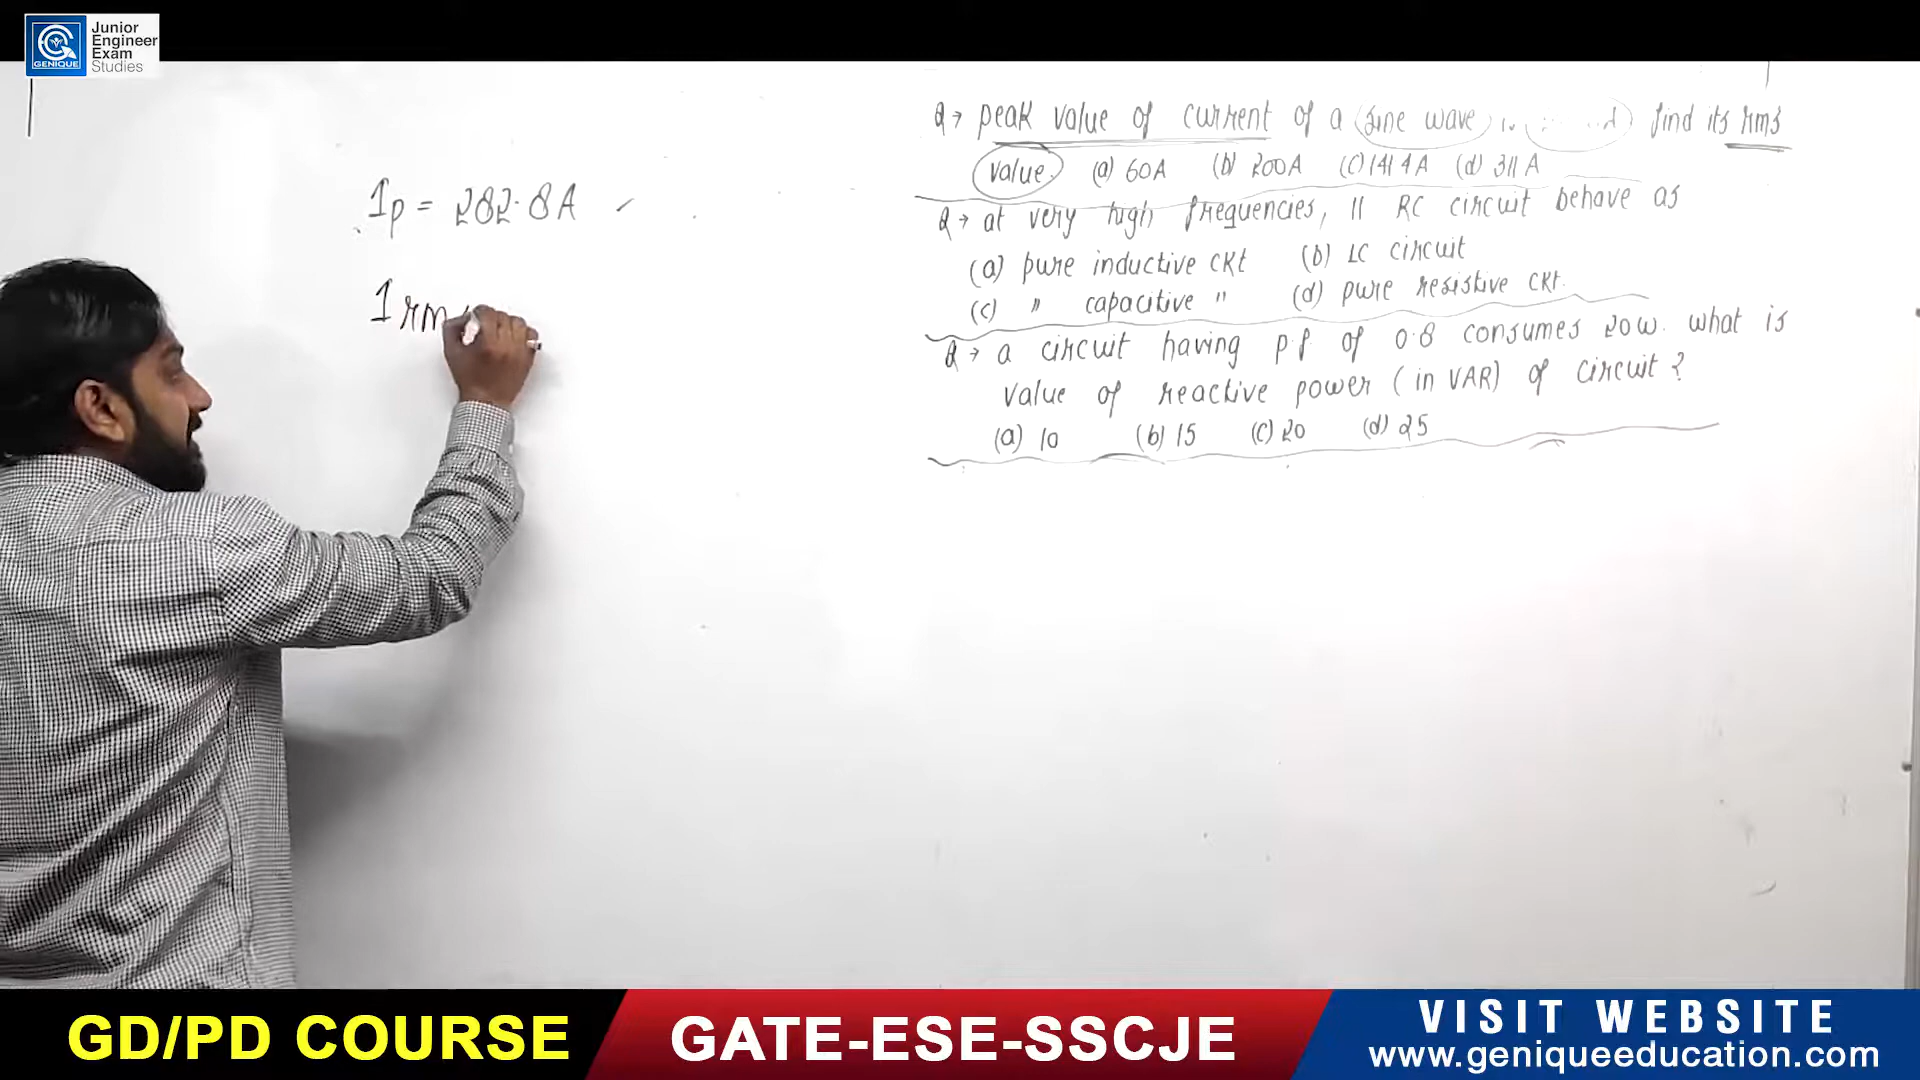 GENIQUE
Junior
Engineer
Exam
Studies
Ip = 282.8A ✓
Irm
Q→ peak value of current of a sine wave find its rms
value. (a) 60A (b) 200A (c) 141.4A (d) 311A
Q→ at very high frequencies, || RC circuit behave as
(a) pure inductive ckt (b) LC circuit
(c) " capacitive " (d) pure resistive ckt.
Q→ a circuit having p.f of 0.8 consumes 20w. what is
value of reactive power (in VAR) of circuit?
(a) 10 (b) 15 (c) 20 (d) 25
GD/PD COURSE
GATE-ESE-SSCJE
VISIT WEBSITE
www.geniqueeducation.com